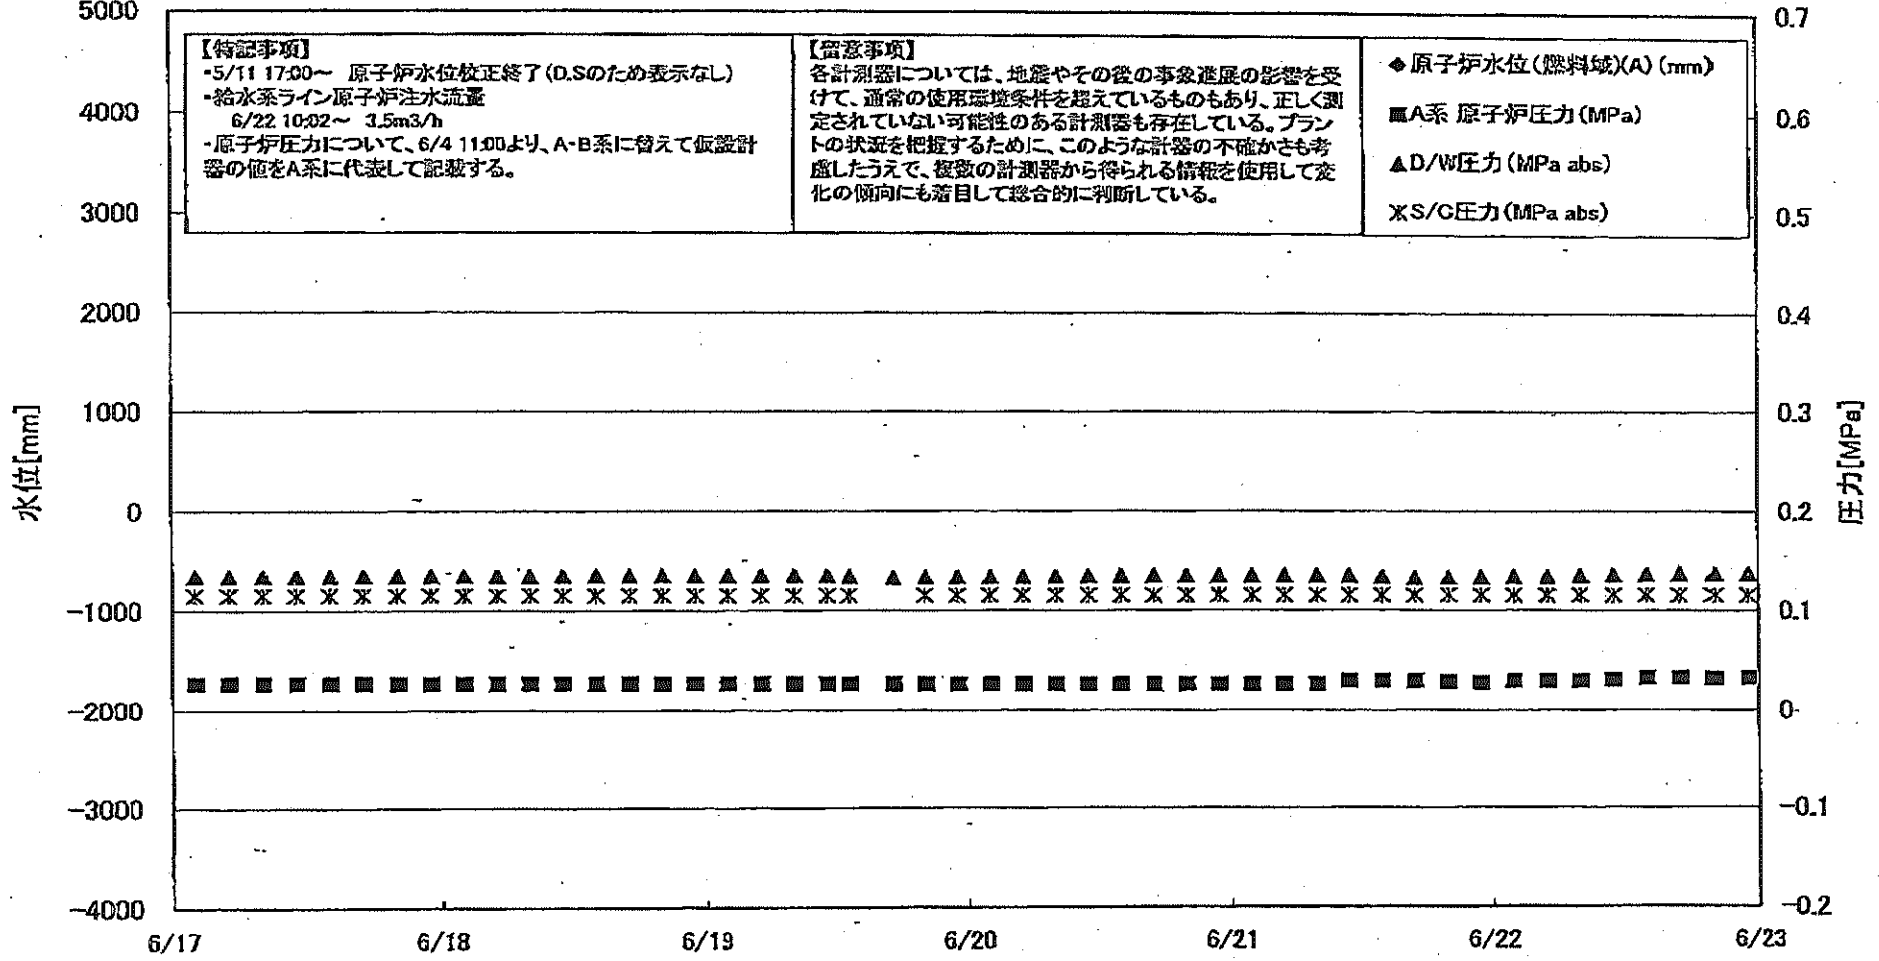 5000
4000
3000
2000
1000
0
-1000
-2000
-3000
-4000
水位[mm]
【特記事項】
・5/11 17:00～ 原子炉水位校正終了(D.Sのため表示なし)
・給水系ライン原子炉注水流量
6/22 10:02～ 3.5m3/h
・原子炉圧力について、6/4 11:00より、A・B系に替えて仮設計
器の値をA系に代表して記載する。
【留意事項】
各計測器については、地震やその後の事象進展の影響を受
けて、通常の使用環境条件を超えているものもあり、正しく測
定されていない可能性のある計測器も存在している。プラン
トの状況を把握するために、このような計器の不確かさも考
慮したうえで、複数の計測器から得られる情報を使用して変
化の傾向にも着目して総合的に判断している。
◆原子炉水位(燃料域)(A) (mm)
■A系 原子炉圧力(MPa)
▲D/W圧力(MPa abs)
S/C圧力(MPa abs)
0.7
0.6
0.5
0.4
0.3
0.2
0.1
0
-0.1
-0.2
圧力[MPa]
6/17 6/18 6/19 6/20 6/21 6/22 6/23